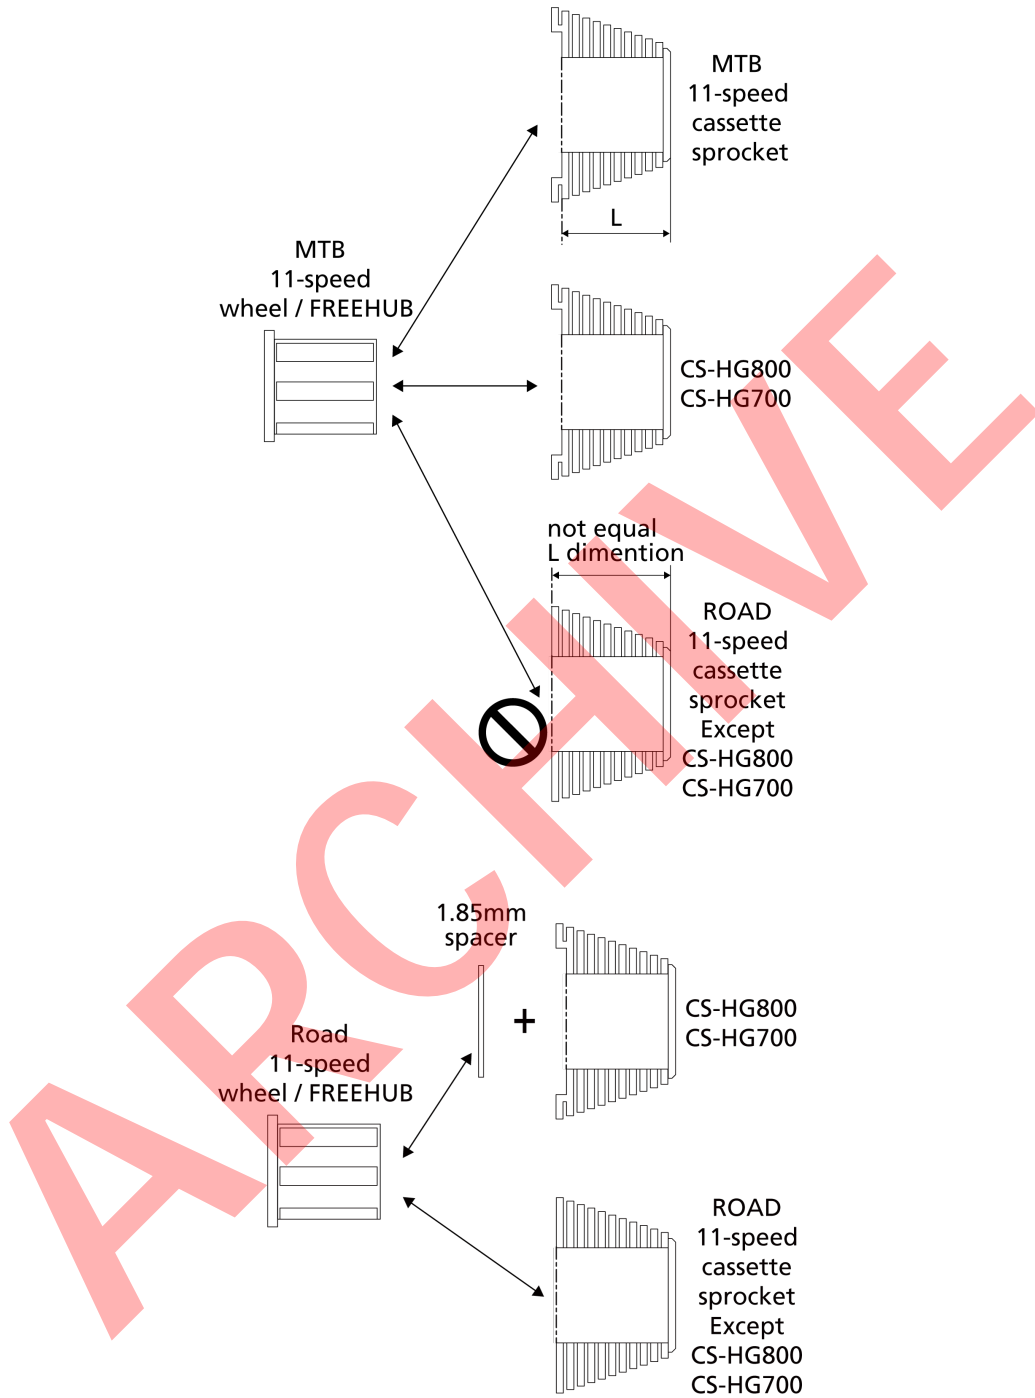 MTB
11-speed
cassette
sprocket
L
MTB
11-speed
wheel / FREEHUB
CS-HG800
CS-HG700
not equal
L dimention
ROAD
11-speed
cassette
sprocket
Except
CS-HG800
CS-HG700
1.85mm
spacer
+
CS-HG800
CS-HG700
Road
11-speed
wheel / FREEHUB
ROAD
11-speed
cassette
sprocket
Except
CS-HG800
CS-HG700
ARCHIVE